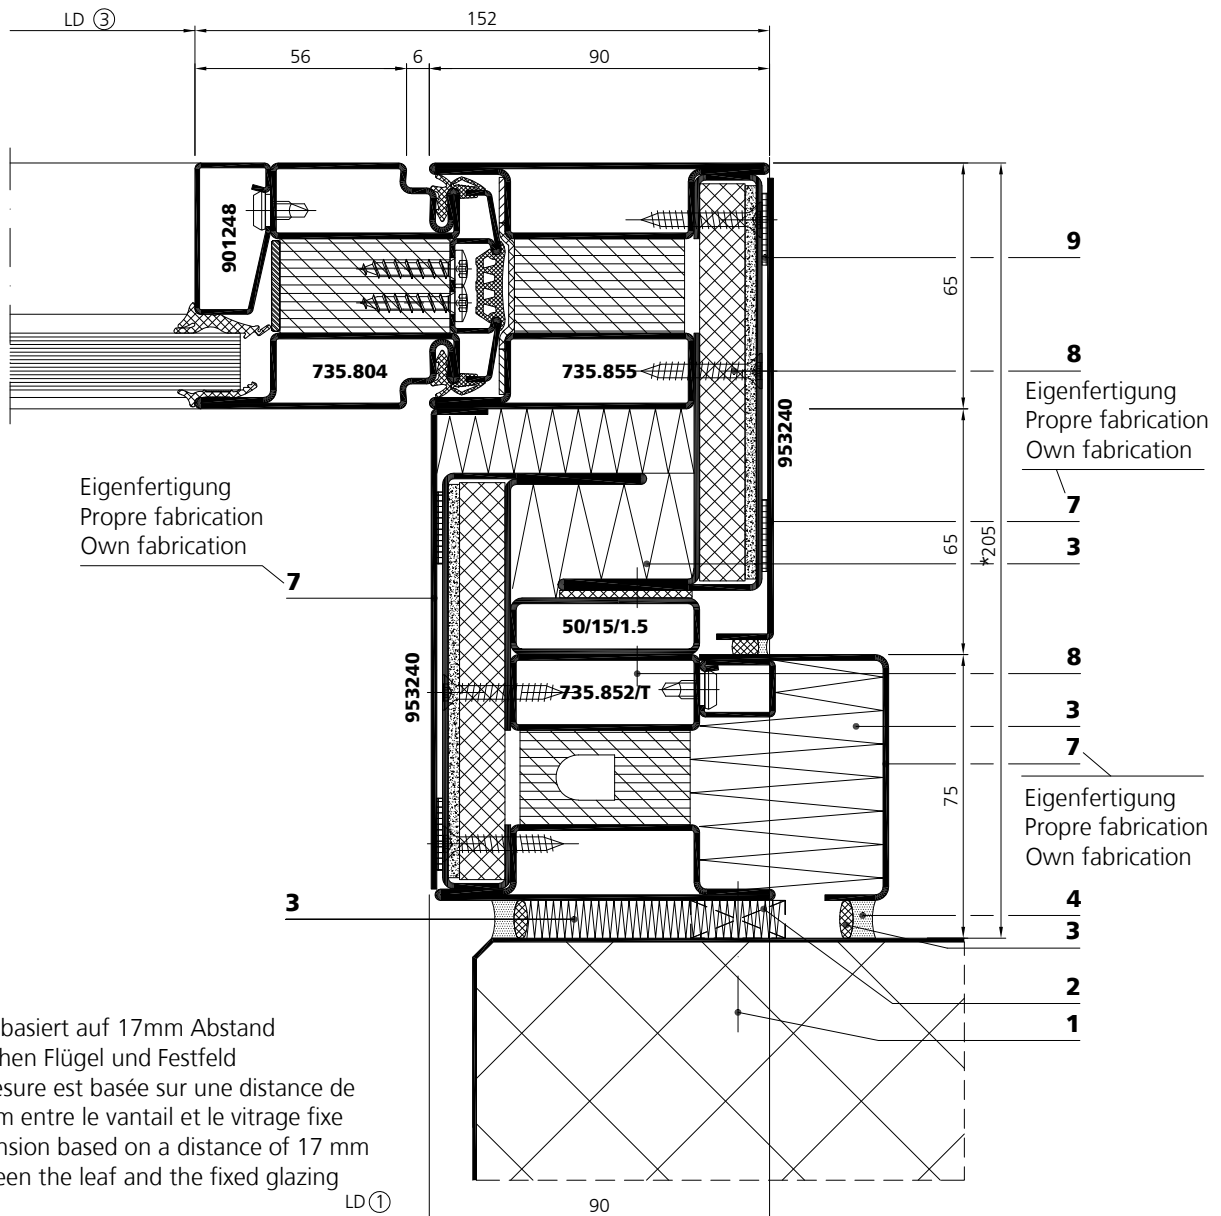 LD ③
152
56
6
90
901248
735.804
735.855
953240
65
9
8
Eigenfertigung
Propre fabrication
Own fabrication
7
3
65
*205
Eigenfertigung
Propre fabrication
Own fabrication
7
50/15/1.5
953240
735.852/T
8
3
7
75
Eigenfertigung
Propre fabrication
Own fabrication
3
4
3
2
1
basiert auf 17mm Abstand
hen Flügel und Festfeld
sure est basée sur une distance de
m entre le vantail et le vitrage fixe
nsion based on a distance of 17 mm
een the leaf and the fixed glazing
LD ①
90